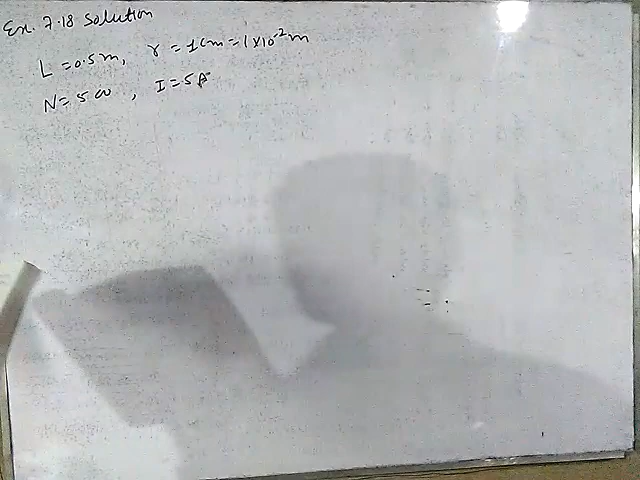 Ex. 7.18 Solution
L = 0.5m, r = 1cm = 1×10⁻²m
N = 500, I = 5A